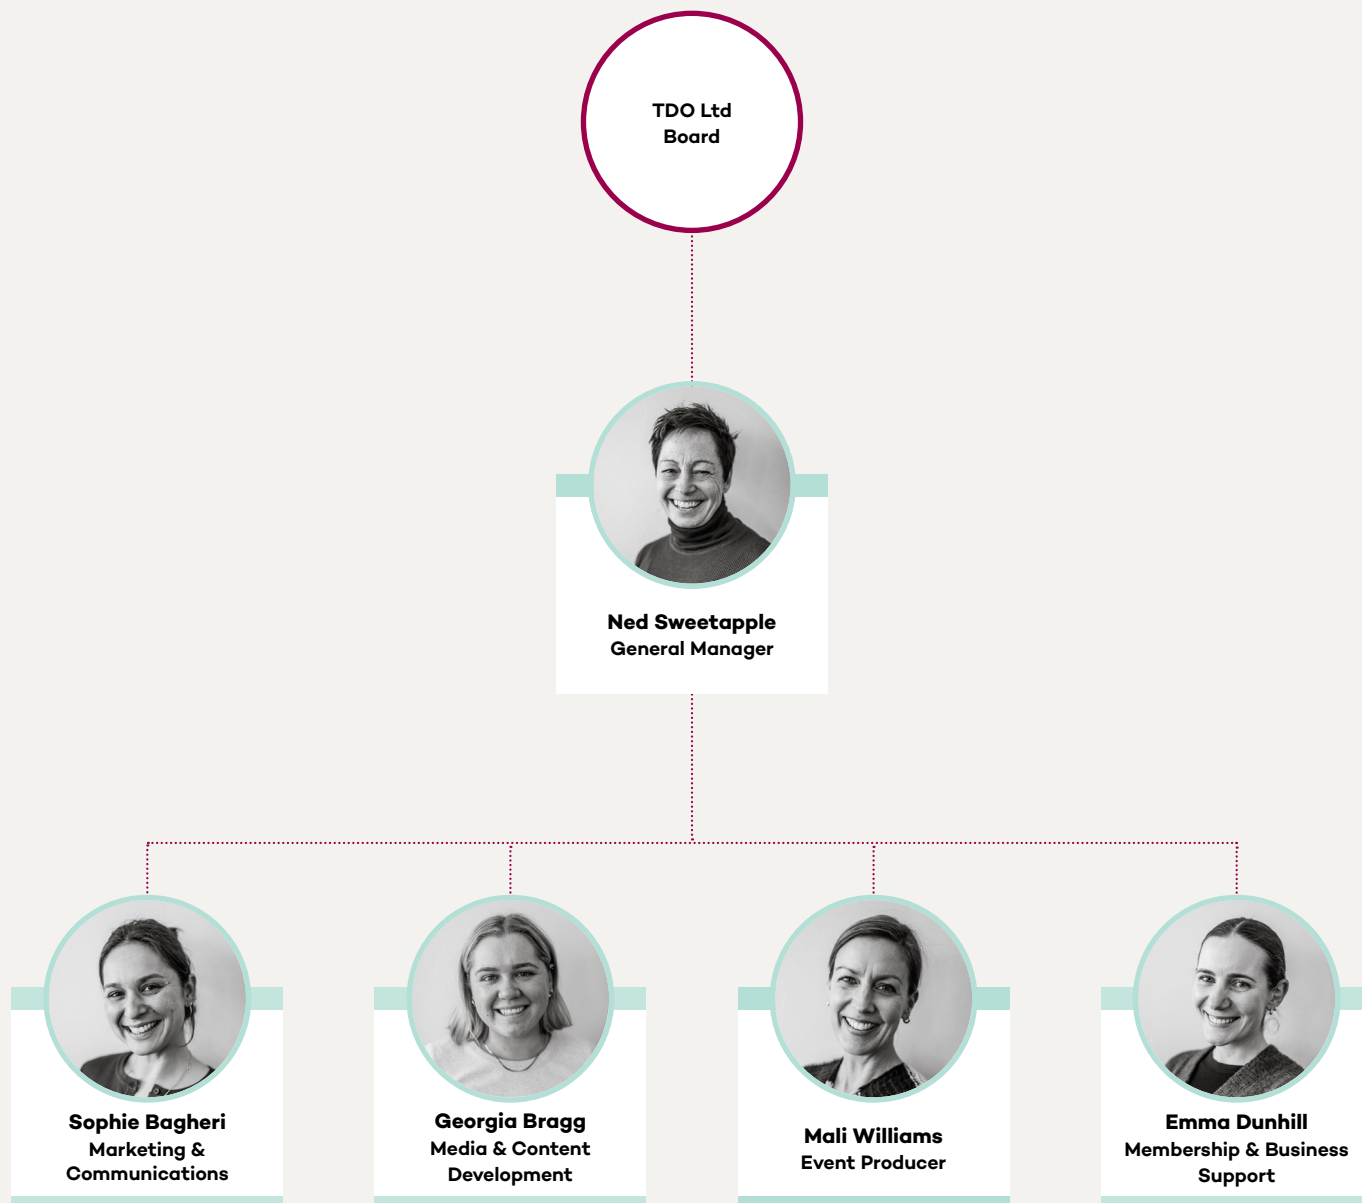 TDO Ltd
Board
Ned Sweetapple
General Manager
Sophie Bagheri
Marketing &
Communications
Georgia Bragg
Media & Content
Development
Mali Williams
Event Producer
Emma Dunhill
Membership & Business
Support